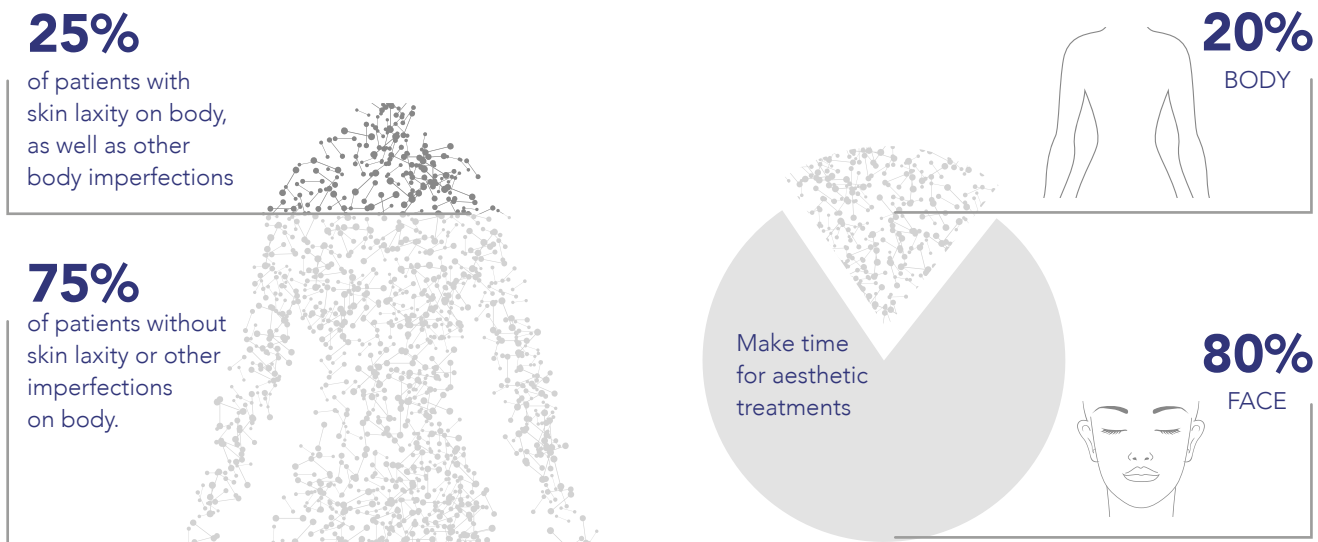 25%
of patients with
skin laxity on body,
as well as other
body imperfections
75%
of patients without
skin laxity or other
imperfections
on body.
Make time
for aesthetic
treatments
20%
BODY
80%
FACE